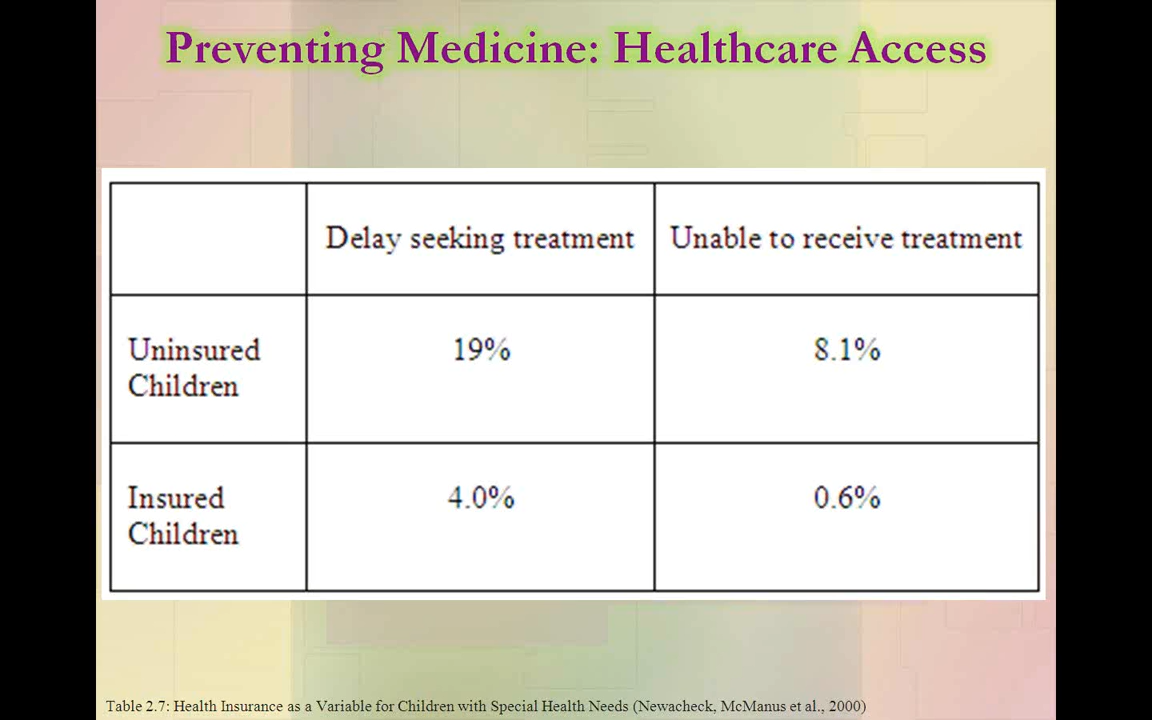 Preventing Medicine: Healthcare Access
Delay seeking treatment Unable to receive treatment
Uninsured Children 19% 8.1%
Insured Children 4.0% 0.6%
Table 2.7: Health Insurance as a Variable for Children with Special Health Needs (Newacheck, McManus et al., 2000)